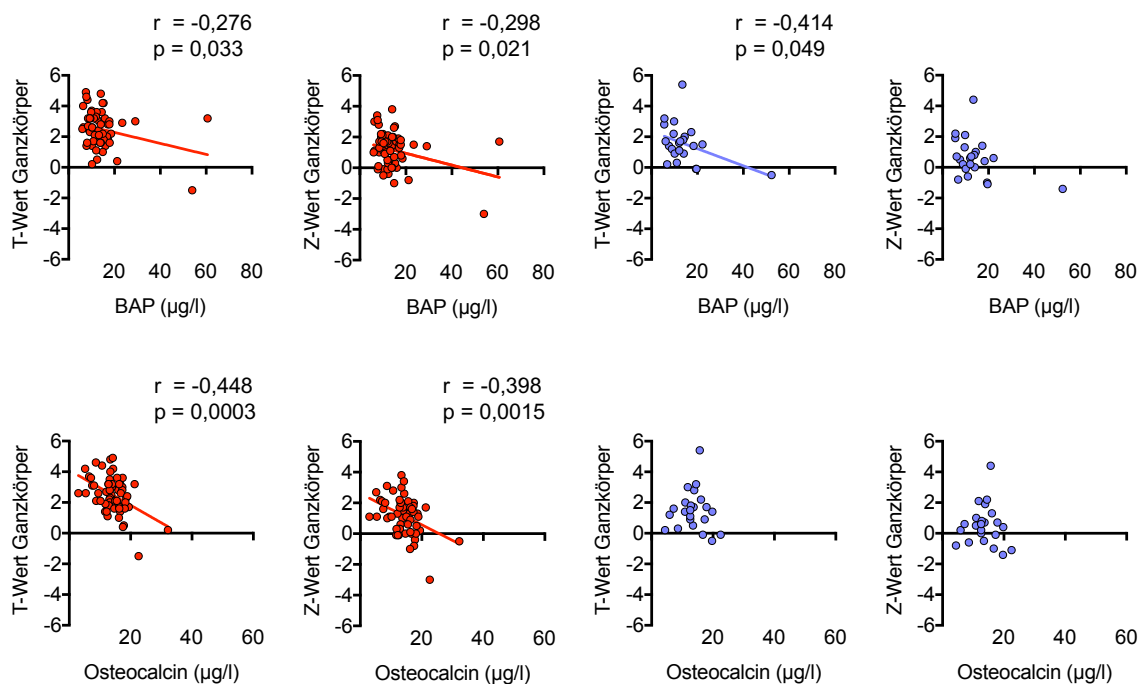 r = -0,276
p = 0,033
r = -0,298
p = 0,021
r = -0,414
p = 0,049
T-Wert Ganzkörper
6
4
2
0
-2
-4
-6
20 40 60 80
BAP (µg/l)
Z-Wert Ganzkörper
6
4
2
0
-2
-4
-6
20 40 60 80
BAP (µg/l)
T-Wert Ganzkörper
6
4
2
0
-2
-4
-6
20 40 60 80
BAP (µg/l)
Z-Wert Ganzkörper
6
4
2
0
-2
-4
-6
20 40 60 80
BAP (µg/l)
r = -0,448
p = 0,0003
r = -0,398
p = 0,0015
T-Wert Ganzkörper
6
4
2
0
-2
-4
-6
20 40 60
Osteocalcin (µg/l)
Z-Wert Ganzkörper
6
4
2
0
-2
-4
-6
20 40 60
Osteocalcin (µg/l)
T-Wert Ganzkörper
6
4
2
0
-2
-4
-6
20 40 60
Osteocalcin (µg/l)
Z-Wert Ganzkörper
6
4
2
0
-2
-4
-6
20 40 60
Osteocalcin (µg/l)